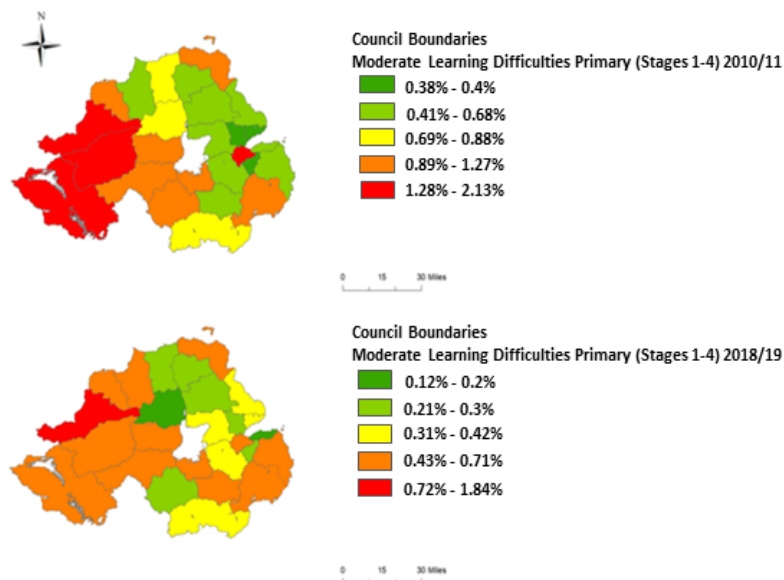 N
Council Boundaries
Moderate Learning Difficulties Primary (Stages 1-4) 2010/11
0.38% - 0.4%
0.41% - 0.68%
0.69% - 0.88%
0.89% - 1.27%
1.28% - 2.13%
0 15 30 Miles
Council Boundaries
Moderate Learning Difficulties Primary (Stages 1-4) 2018/19
0.12% - 0.2%
0.21% - 0.3%
0.31% - 0.42%
0.43% - 0.71%
0.72% - 1.84%
0 15 30 Miles